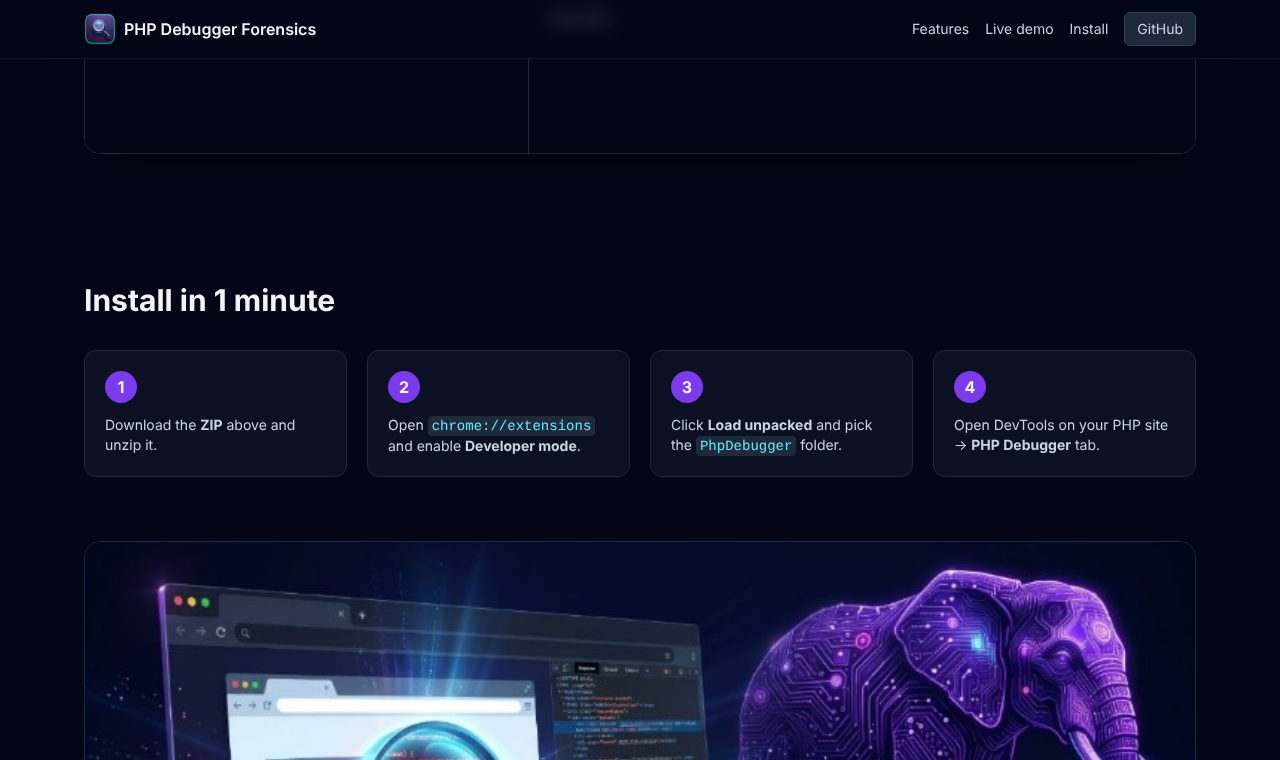 PHP Debugger Forensics
Features
Live demo
Install
GitHub
Install in 1 minute
1
Download the ZIP above and
unzip it.
2
Open chrome://extensions
and enable Developer mode.
3
Click Load unpacked and pick
the PhpDebugger folder.
4
Open DevTools on your PHP site
→ PHP Debugger tab.